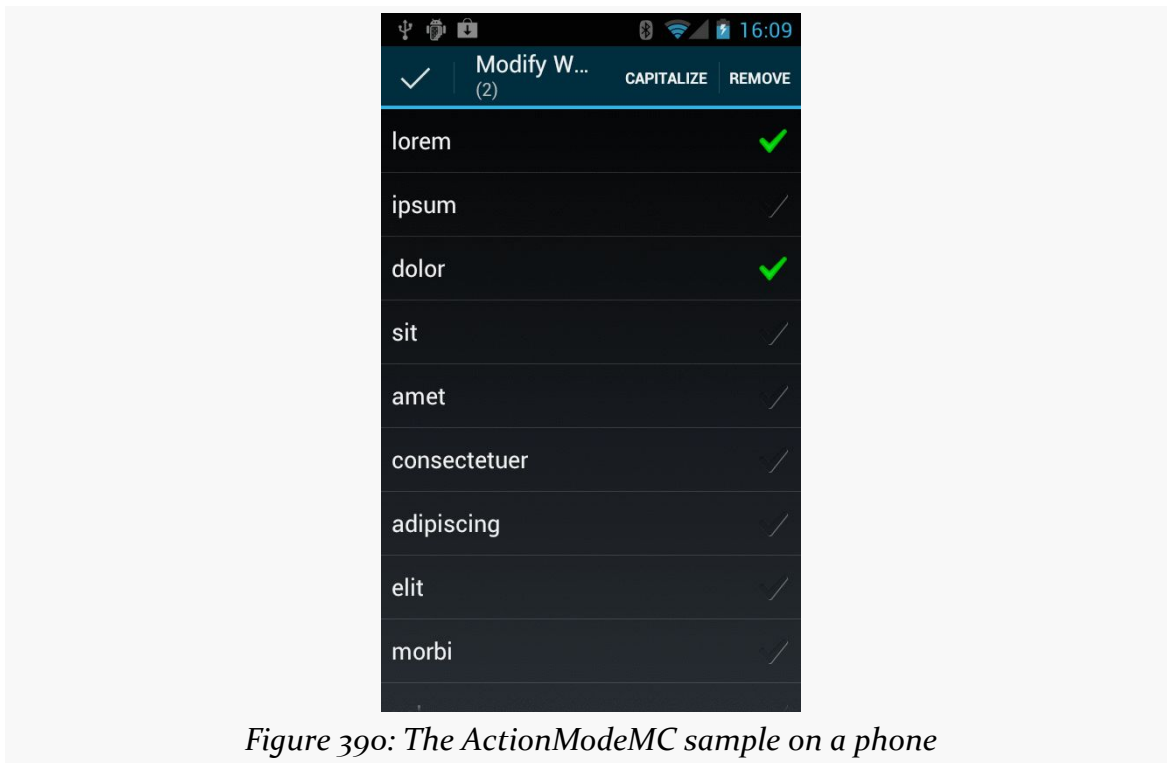 16:09
Modify W...
(2)
CAPITALIZE REMOVE
lorem
ipsum
dolor
sit
amet
consectetuer
adipiscing
elit
morbi
Figure 390: The ActionModeMC sample on a phone